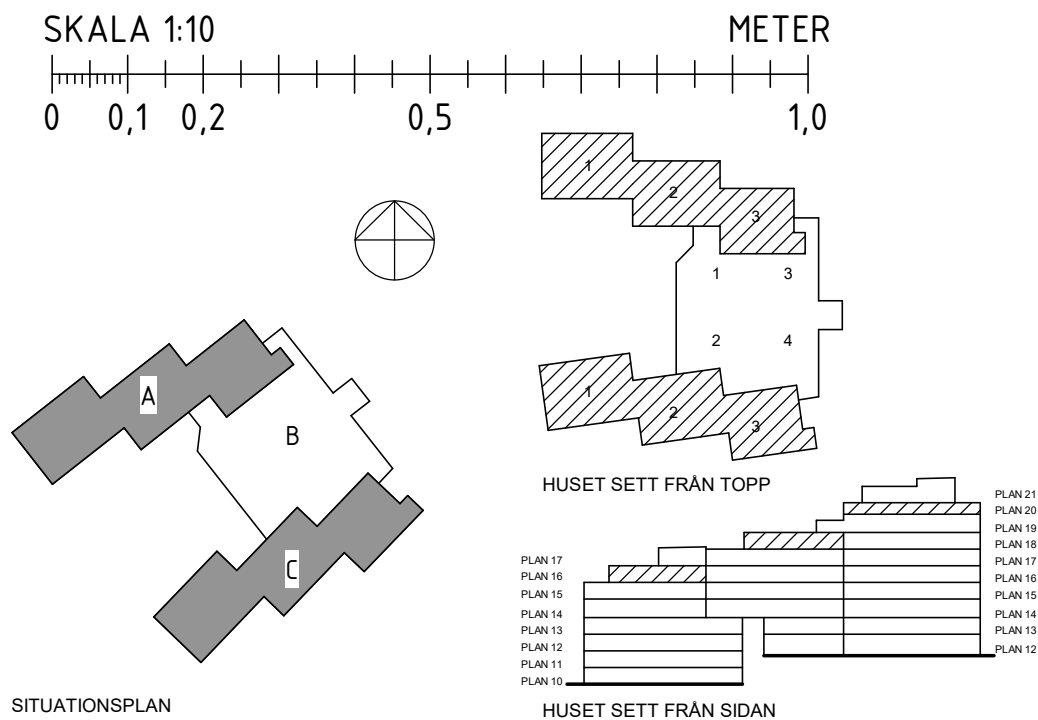 SKALA 1:10 METER
0 0,1 0,2 0,5 1,0
1
2
3
1 3
2 4
1
2
3
A
B
C
HUSET SETT FRÅN TOPP
PLAN 21
PLAN 20
PLAN 19
PLAN 18
PLAN 17
PLAN 16
PLAN 15
PLAN 14
PLAN 13
PLAN 12
PLAN 17
PLAN 16
PLAN 15
PLAN 14
PLAN 13
PLAN 12
PLAN 11
PLAN 10
SITUATIONSPLAN
HUSET SETT FRÅN SIDAN